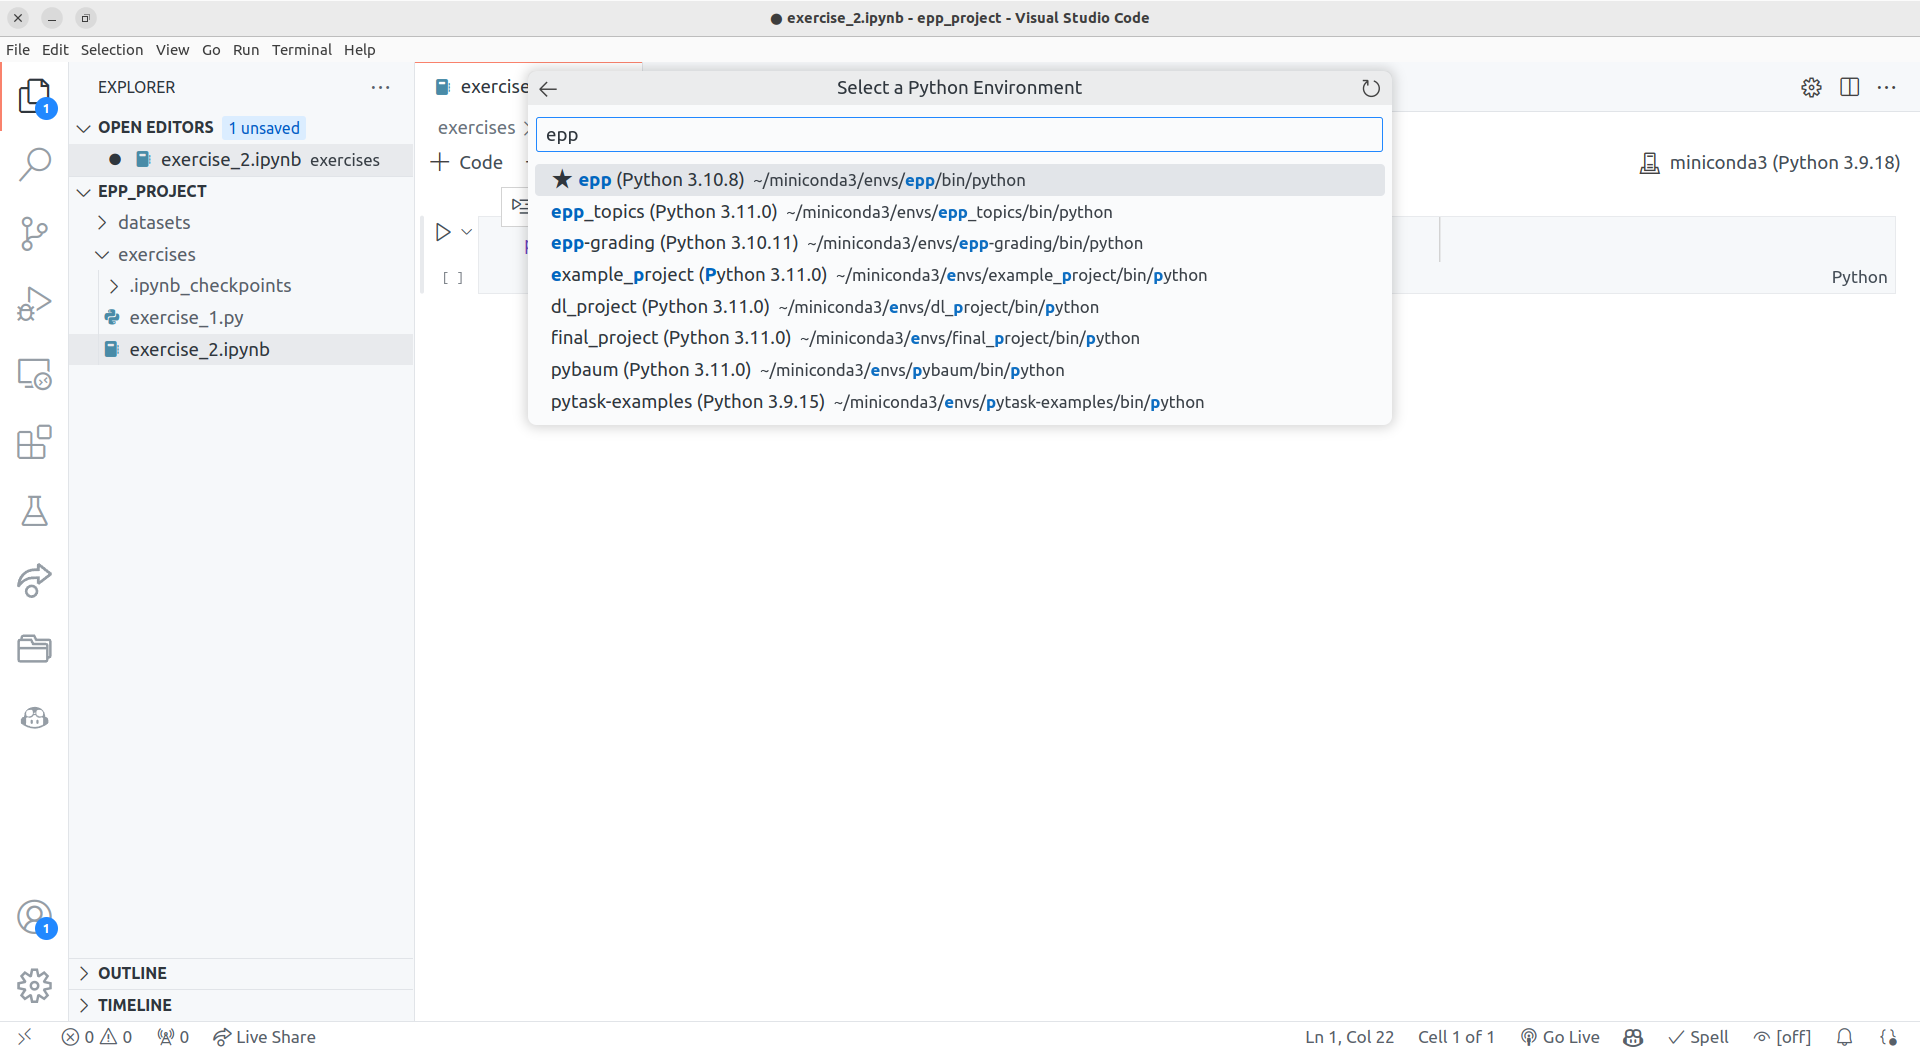 exercise_2.ipynb - epp_project - Visual Studio Code
File Edit Selection View Go Run Terminal Help
EXPLORER
OPEN EDITORS 1 unsaved
exercise_2.ipynb exercises
EPP_PROJECT
datasets
exercises
.ipynb_checkpoints
exercise_1.py
exercise_2.ipynb
OUTLINE
TIMELINE
exercise
exercises
Code
miniconda3 (Python 3.9.18)
[ ]
Python
Select a Python Environment
epp
★ epp (Python 3.10.8) ~/miniconda3/envs/epp/bin/python
epp_topics (Python 3.11.0) ~/miniconda3/envs/epp_topics/bin/python
epp-grading (Python 3.10.11) ~/miniconda3/envs/epp-grading/bin/python
example_project (Python 3.11.0) ~/miniconda3/envs/example_project/bin/python
dl_project (Python 3.11.0) ~/miniconda3/envs/dl_project/bin/python
final_project (Python 3.11.0) ~/miniconda3/envs/final_project/bin/python
pybaum (Python 3.11.0) ~/miniconda3/envs/pybaum/bin/python
pytask-examples (Python 3.9.15) ~/miniconda3/envs/pytask-examples/bin/python
1
1
0 0 0 Live Share
Ln 1, Col 22 Cell 1 of 1 Go Live Spell [off]